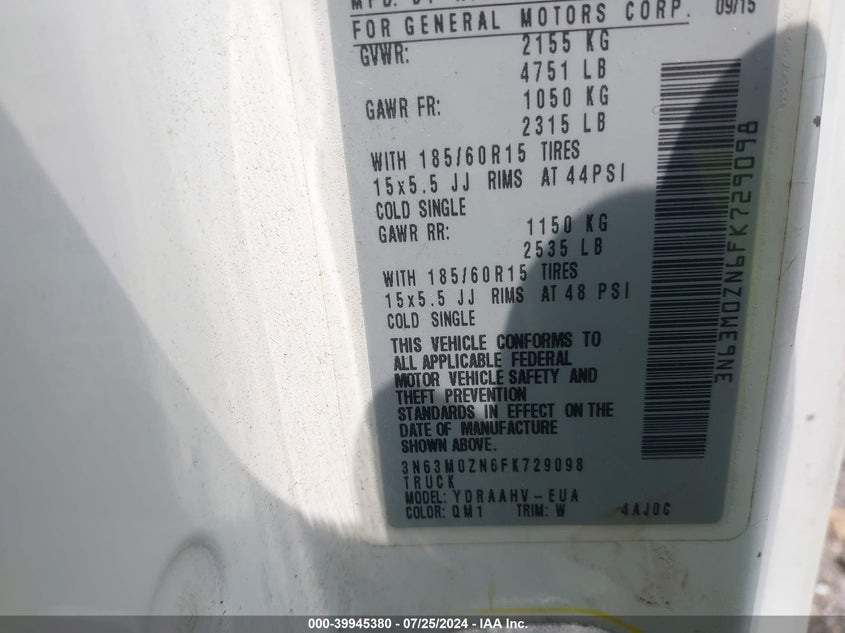 FOR GENERAL MOTORS CORP. 09/15
GVWR: 2155 KG
4751 LB
GAWR FR: 1050 KG
2315 LB
WITH 185/60R15 TIRES
15x5.5 JJ RIMS AT 44PSI
COLD SINGLE
GAWR RR: 1150 KG
2535 LB
WITH 185/60R15 TIRES
15x5.5 JJ RIMS AT 48 PSI
COLD SINGLE
THIS VEHICLE CONFORMS TO
ALL APPLICABLE FEDERAL
MOTOR VEHICLE SAFETY AND
THEFT PREVENTION
STANDARDS IN EFFECT ON THE
DATE OF MANUFACTURE
SHOWN ABOVE.
3N63M0ZN6FK729098
TRUCK
MODEL: YDRAAHV-EUA
COLOR: QM1 TRIM: W 4AJ0C
3N63M0ZN6FK729098
000-39945380 / 07/25/2024 / IAA Inc.